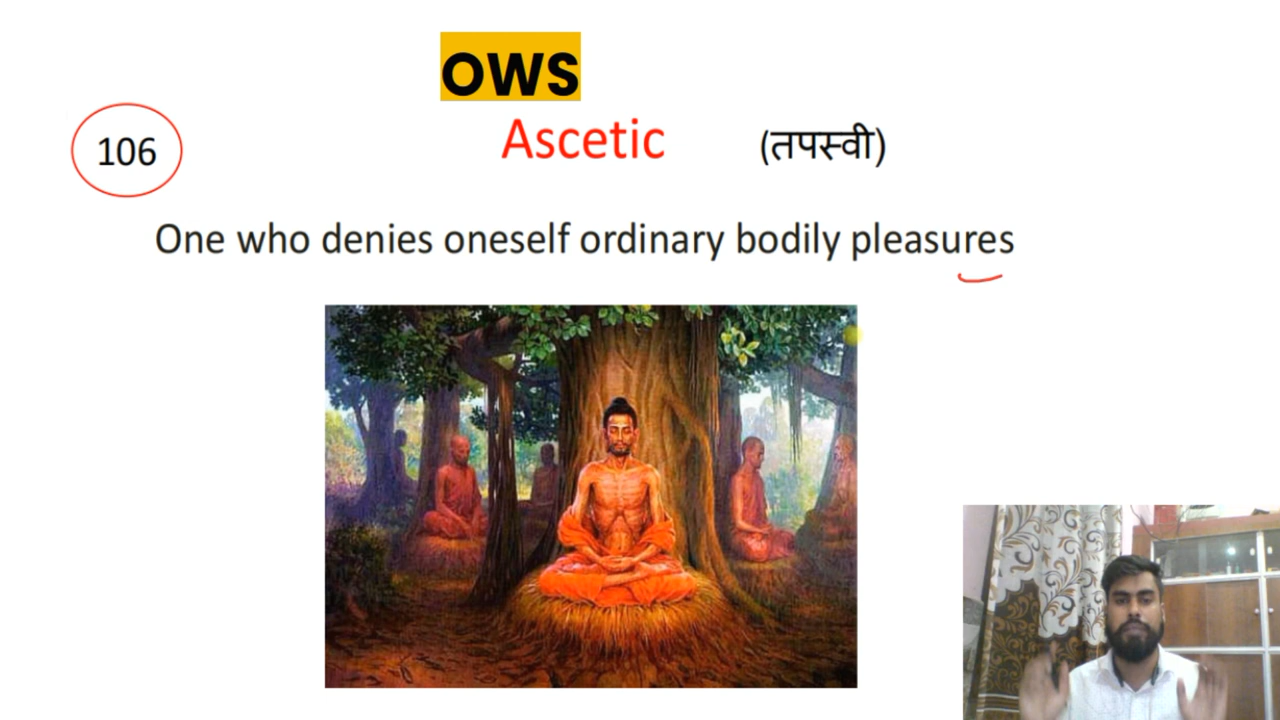 OWS
106 Ascetic (तपस्वी)
One who denies oneself ordinary bodily pleasures